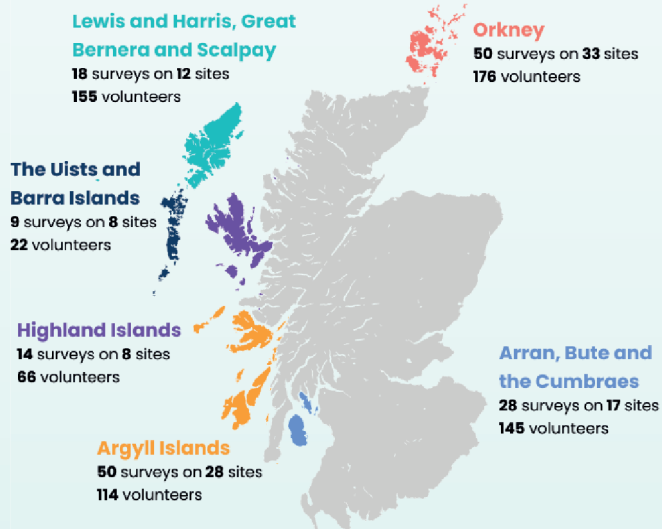 Lewis and Harris, Great
Bernera and Scalpay
18 surveys on 12 sites
155 volunteers
Orkney
50 surveys on 33 sites
176 volunteers
The Uists and
Barra Islands
9 surveys on 8 sites
22 volunteers
Highland Islands
14 surveys on 8 sites
66 volunteers
Arran, Bute and
the Cumbraes
28 surveys on 17 sites
145 volunteers
Argyll Islands
50 surveys on 28 sites
114 volunteers